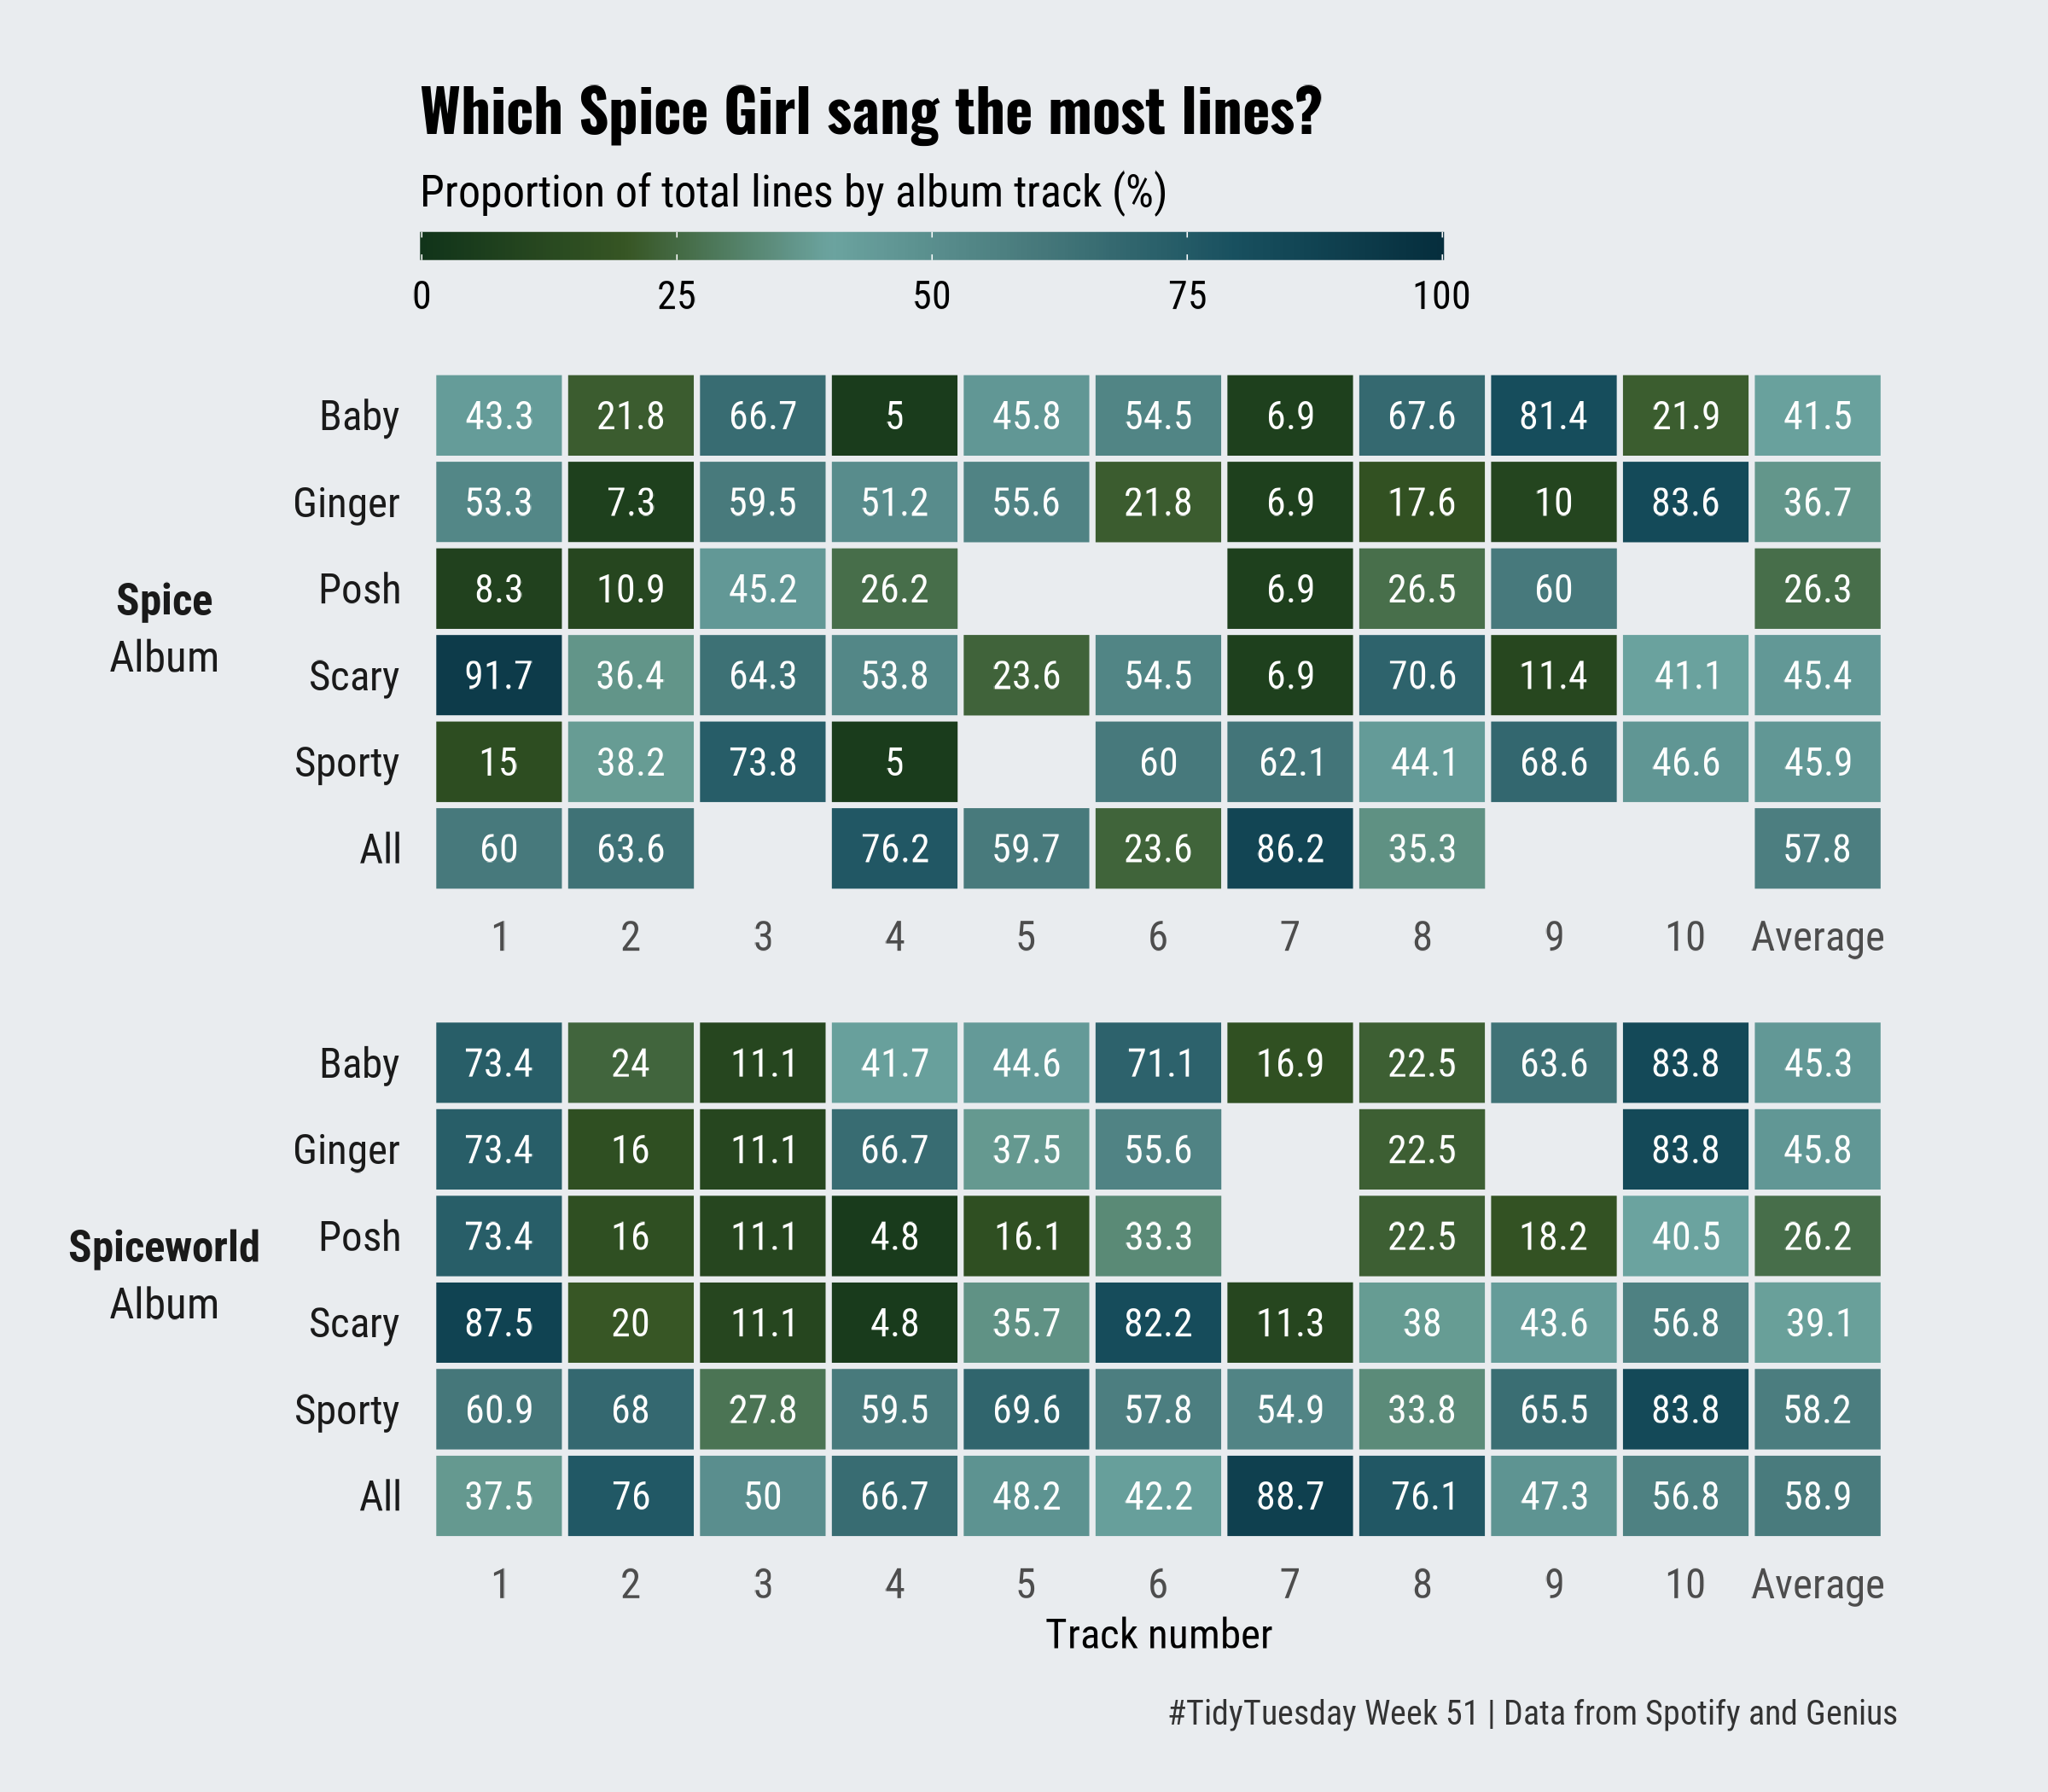 Which Spice Girl sang the most lines?
Proportion of total lines by album track (%)
0 25 50 75 100
Spice
Album
Baby 43.3 21.8 66.7 5 45.8 54.5 6.9 67.6 81.4 21.9 41.5
Ginger 53.3 7.3 59.5 51.2 55.6 21.8 6.9 17.6 10 83.6 36.7
Posh 8.3 10.9 45.2 26.2 6.9 26.5 60 26.3
Scary 91.7 36.4 64.3 53.8 23.6 54.5 6.9 70.6 11.4 41.1 45.4
Sporty 15 38.2 73.8 5 60 62.1 44.1 68.6 46.6 45.9
All 60 63.6 76.2 59.7 23.6 86.2 35.3 57.8
1 2 3 4 5 6 7 8 9 10 Average
Spiceworld
Album
Baby 73.4 24 11.1 41.7 44.6 71.1 16.9 22.5 63.6 83.8 45.3
Ginger 73.4 16 11.1 66.7 37.5 55.6 22.5 83.8 45.8
Posh 73.4 16 11.1 4.8 16.1 33.3 22.5 18.2 40.5 26.2
Scary 87.5 20 11.1 4.8 35.7 82.2 11.3 38 43.6 56.8 39.1
Sporty 60.9 68 27.8 59.5 69.6 57.8 54.9 33.8 65.5 83.8 58.2
All 37.5 76 50 66.7 48.2 42.2 88.7 76.1 47.3 56.8 58.9
1 2 3 4 5 6 7 8 9 10 Average
Track number
#TidyTuesday Week 51 | Data from Spotify and Genius